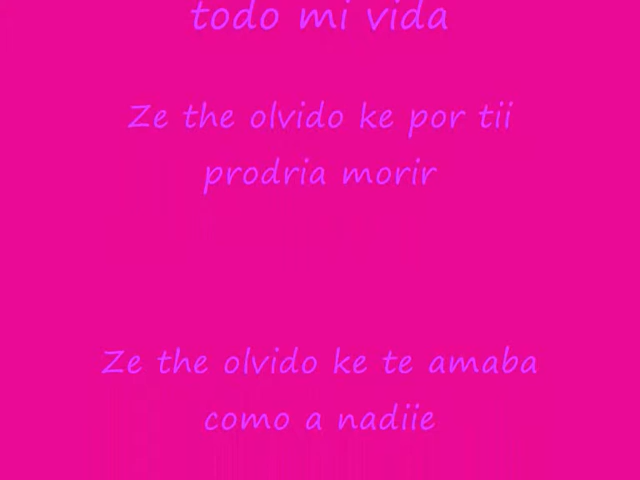 todo mi vida
Ze the olvido ke por tii
prodria morir
Ze the olvido ke te amaba
como a nadiie